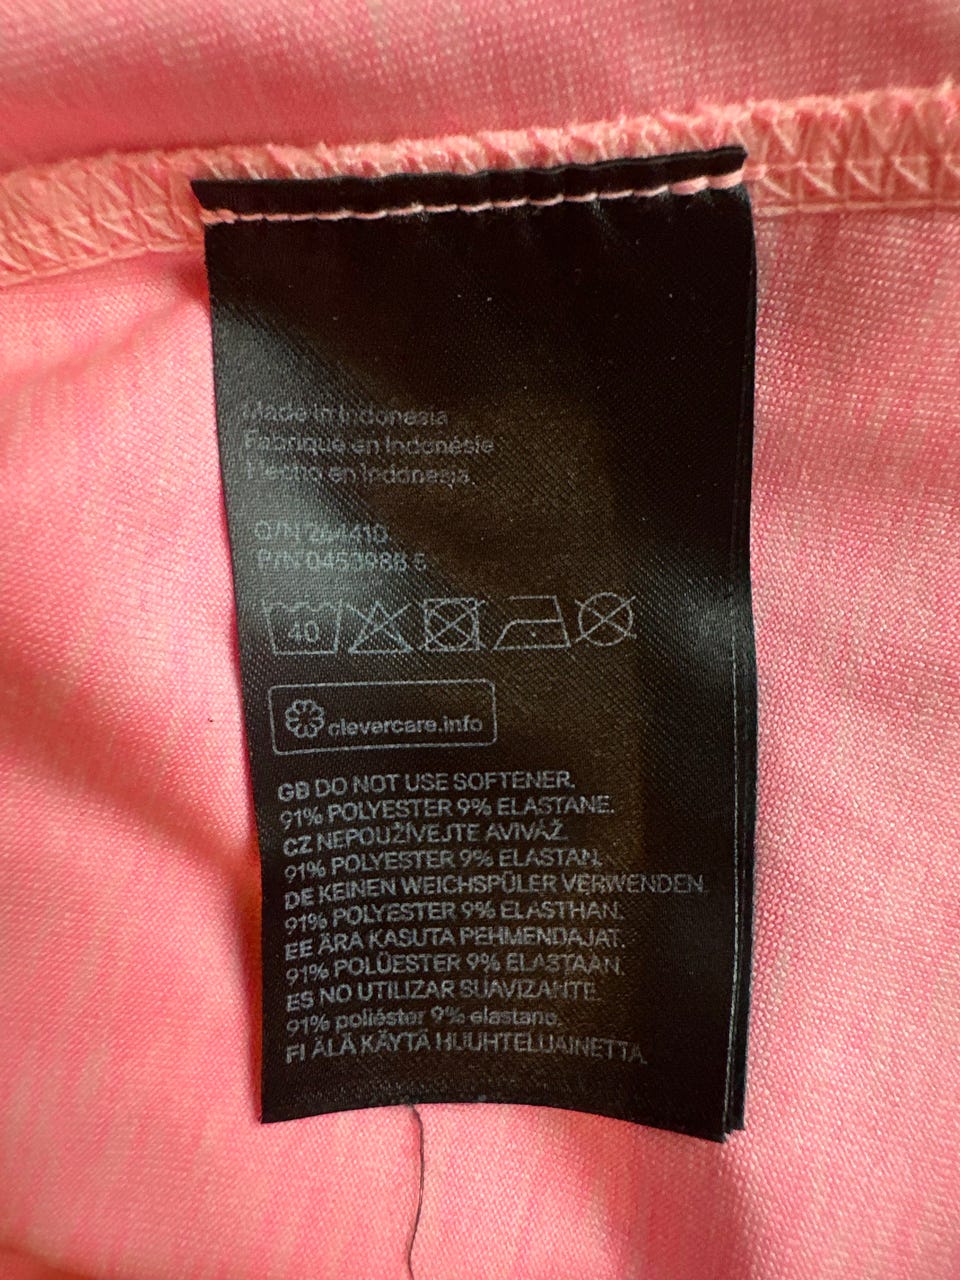 Made in Indonesia
Fabriqué en Indonésie
Hecho en Indonesia
O/N
P/N
40
clevercare.info
GB DO NOT USE SOFTENER.
91% POLYESTER 9% ELASTANE.
CZ NEPOUŽÍVEJTE AVIVÁŽ.
91% POLYESTER 9% ELASTAN.
DE KEINEN WEICHSPÜLER VERWENDEN.
91% POLYESTER 9% ELASTHAN.
EE ÄRA KASUTA PEHMENDAJAT.
91% POLÜESTER 9% ELASTAAN.
ES NO UTILIZAR SUAVIZANTE.
91% poliéster 9% elastano.
FI ÄLÄ KÄYTÄ HUUHTELUAINETTA.